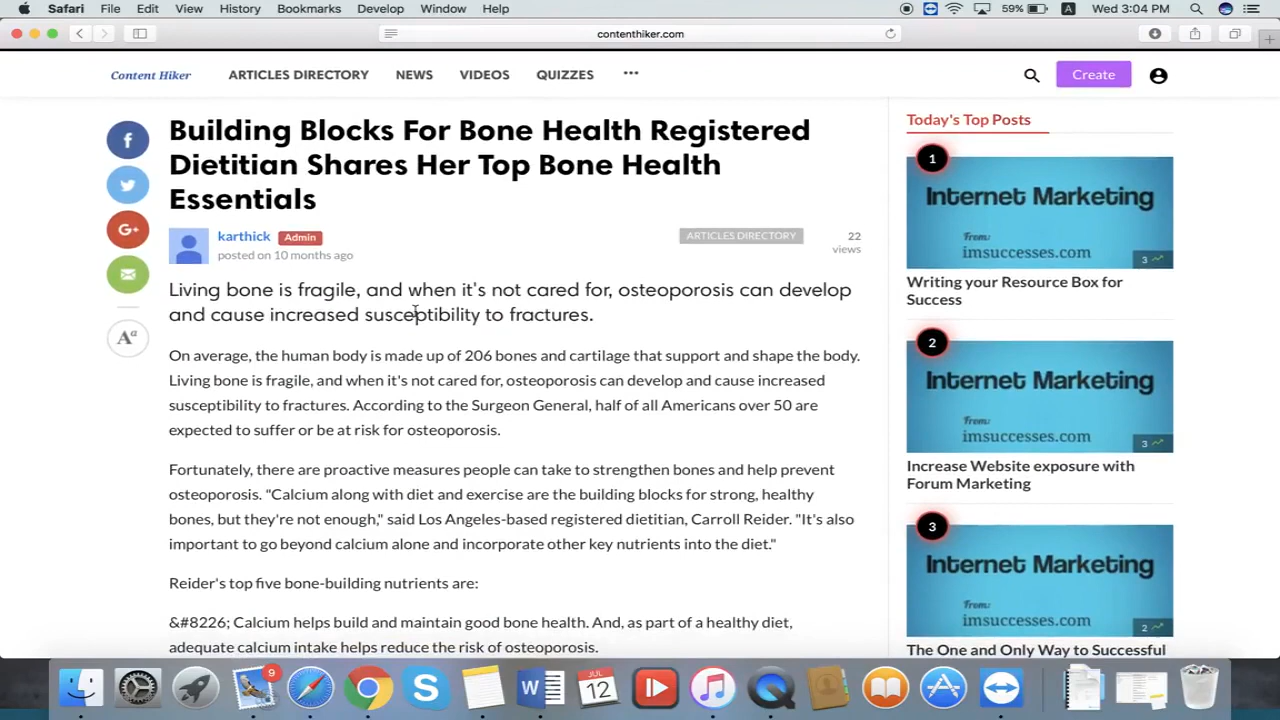 Safari File Edit View History Bookmarks Develop Window Help 59% A Wed 3:04 PM
contenthiker.com
Content Hiker ARTICLES DIRECTORY NEWS VIDEOS QUIZZES ••• Create
Building Blocks For Bone Health Registered
Dietitian Shares Her Top Bone Health
Essentials
karthick Admin
posted on 10 months ago
ARTICLES DIRECTORY
22
views
f
G+
Aa
Living bone is fragile, and when it's not cared for, osteoporosis can develop
and cause increased susceptibility to fractures.
On average, the human body is made up of 206 bones and cartilage that support and shape the body.
Living bone is fragile, and when it's not cared for, osteoporosis can develop and cause increased
susceptibility to fractures. According to the Surgeon General, half of all Americans over 50 are
expected to suffer or be at risk for osteoporosis.
Fortunately, there are proactive measures people can take to strengthen bones and help prevent
osteoporosis. "Calcium along with diet and exercise are the building blocks for strong, healthy
bones, but they're not enough," said Los Angeles-based registered dietitian, Carroll Reider. "It's also
important to go beyond calcium alone and incorporate other key nutrients into the diet."
Reider's top five bone-building nutrients are:
&#8226; Calcium helps build and maintain good bone health. And, as part of a healthy diet,
adequate calcium intake helps reduce the risk of osteoporosis.
Today's Top Posts
1
Internet Marketing
From:
imsuccesses.com
3
Writing your Resource Box for
Success
2
Internet Marketing
From:
imsuccesses.com
3
Increase Website exposure with
Forum Marketing
3
Internet Marketing
From:
imsuccesses.com
2
The One and Only Way to Successful
9
S
W
JUL
12